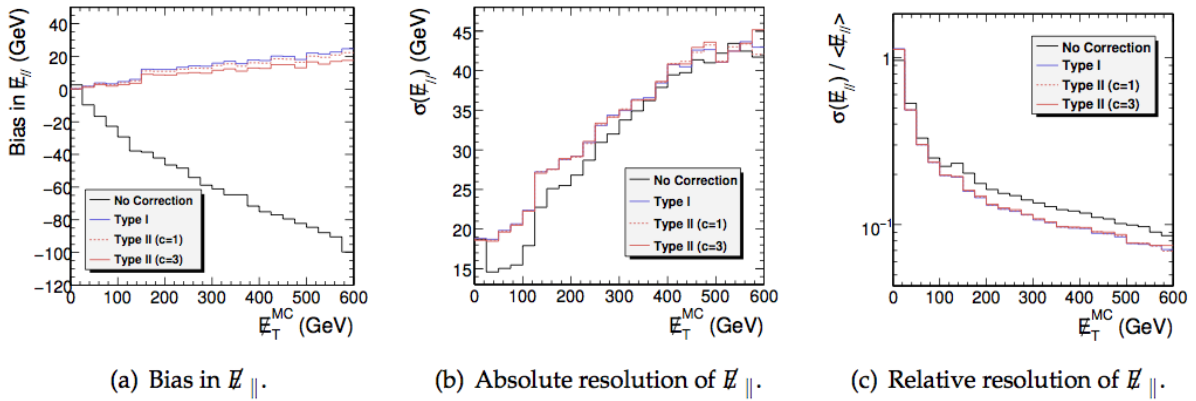 Bias in E̸// (GeV)
40
20
0
−20
−40
−60
−80
−100
−120
No Correction
Type I
Type II (c=1)
Type II (c=3)
0 100 200 300 400 500 600
E̸TMC (GeV)
σ(E̸//) (GeV)
45
40
35
30
25
20
15
No Correction
Type I
Type II (c=1)
Type II (c=3)
0 100 200 300 400 500 600
E̸TMC (GeV)
σ(E̸//) / <E̸//>
1
10−1
No Correction
Type I
Type II (c=1)
Type II (c=3)
0 100 200 300 400 500 600
E̸TMC (GeV)
(a) Bias in E̸ ∥.
(b) Absolute resolution of E̸ ∥.
(c) Relative resolution of E̸ ∥.